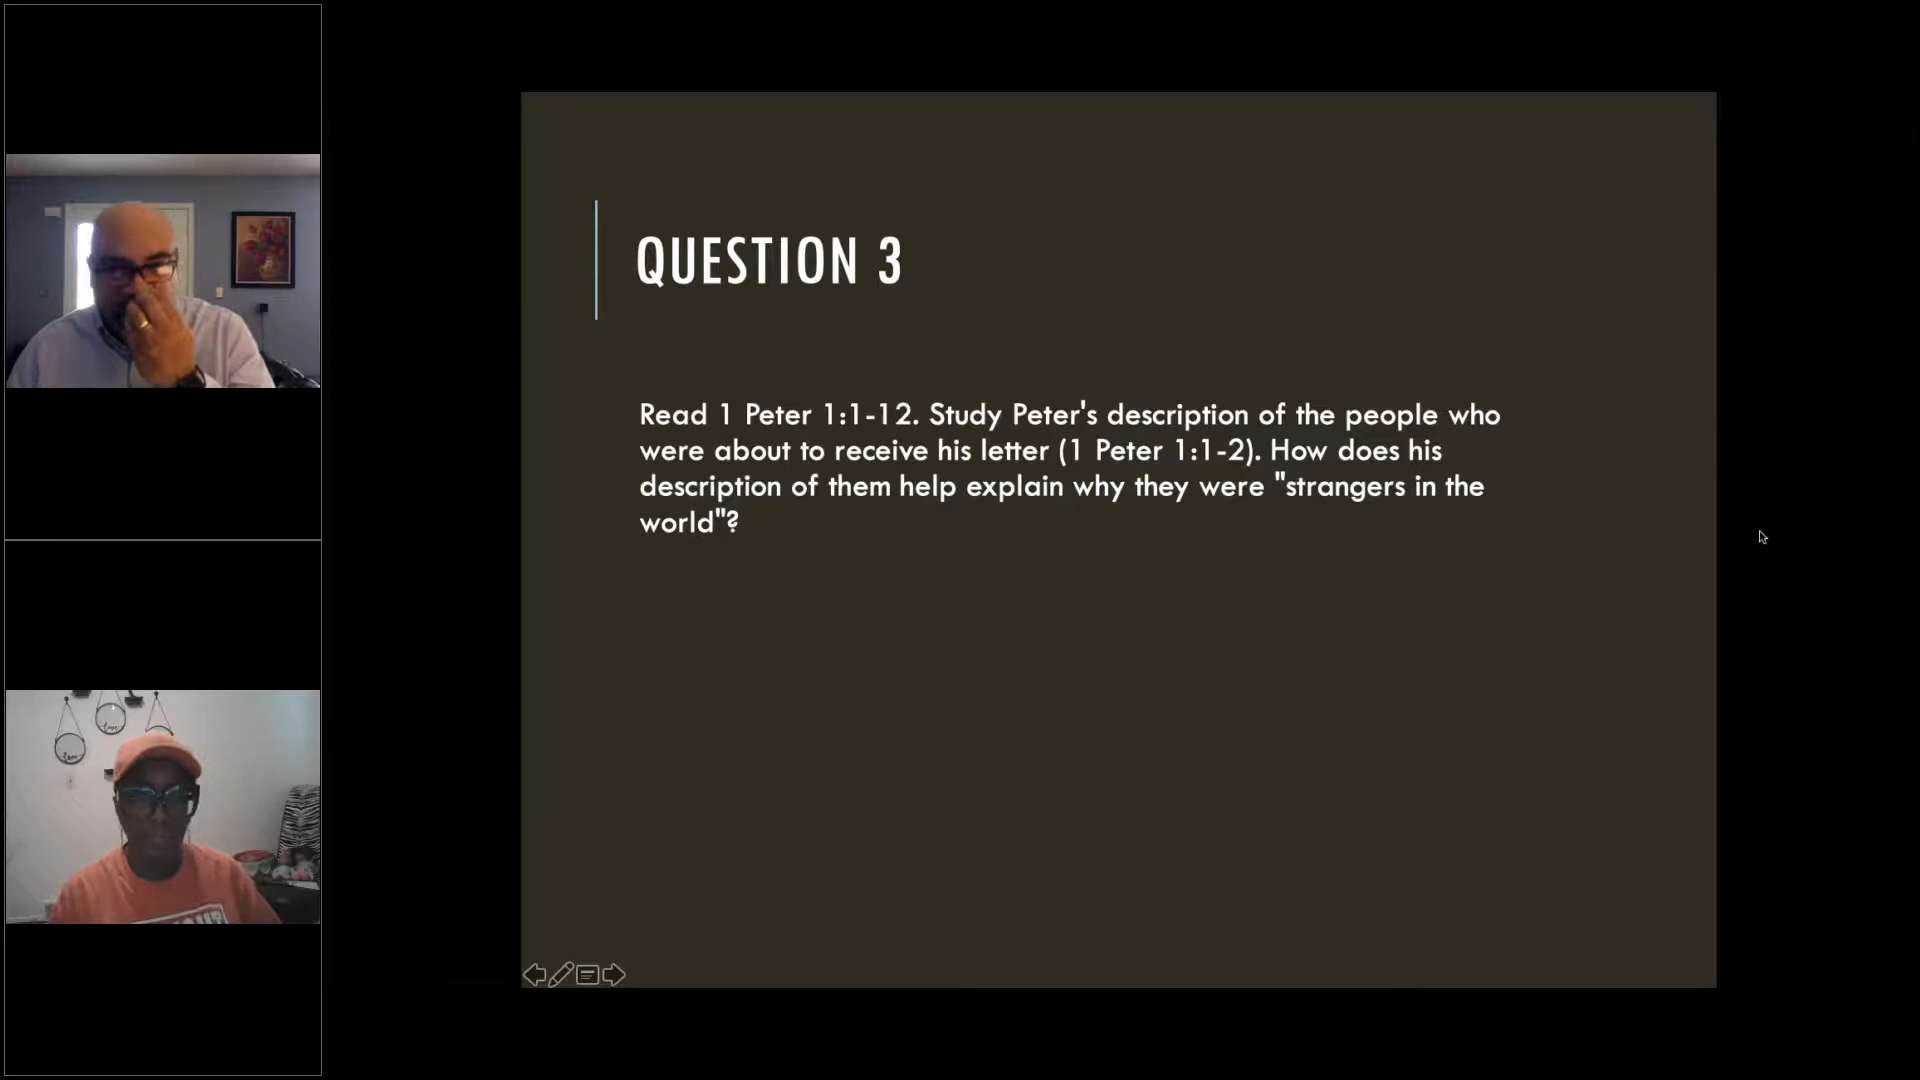 QUESTION 3
Read 1 Peter 1:1-12. Study Peter's description of the people who
were about to receive his letter (1 Peter 1:1-2). How does his
description of them help explain why they were "strangers in the
world"?